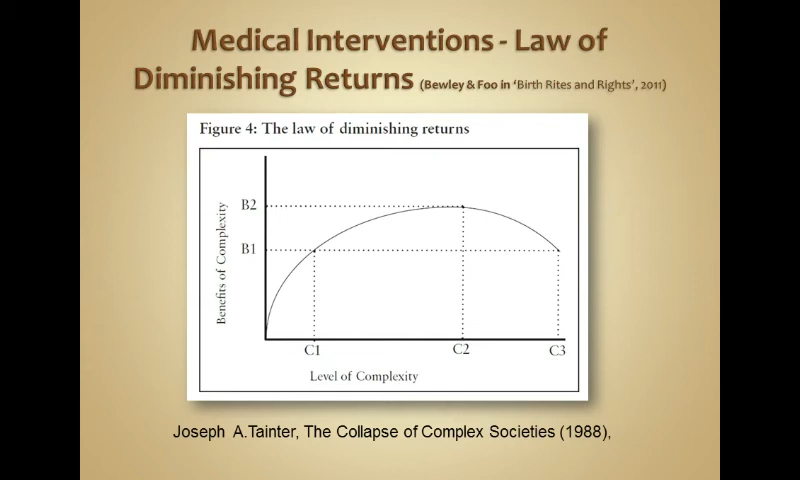 Medical Interventions - Law of
Diminishing Returns (Bewley & Foo in ‘Birth Rites and Rights’, 2011)
Figure 4: The law of diminishing returns
Benefits of Complexity
B2
B1
C1
C2
C3
Level of Complexity
Joseph A.Tainter, The Collapse of Complex Societies (1988),